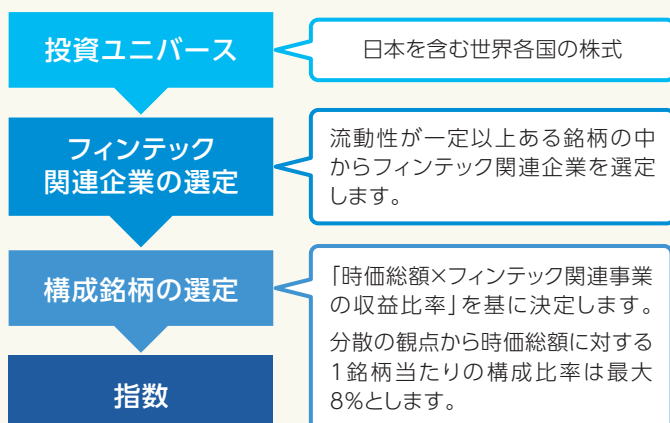 投資ユニバース
日本を含む世界各国の株式
フィンテック
関連企業の選定
流動性が一定以上ある銘柄の中
からフィンテック関連企業を選定
します。
構成銘柄の選定
「時価総額×フィンテック関連事業
の収益比率」を基に決定します。
分散の観点から時価総額に対する
1銘柄当たりの構成比率は最大
8%とします。
指数